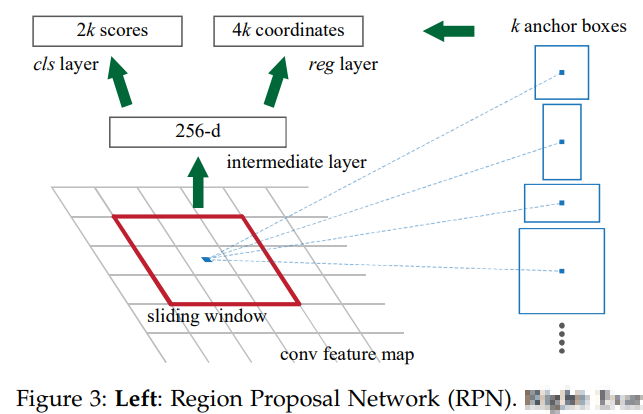 2k scores
4k coordinates
k anchor boxes
cls layer
reg layer
256-d
intermediate layer
sliding window
conv feature map
Figure 3: Left: Region Proposal Network (RPN).